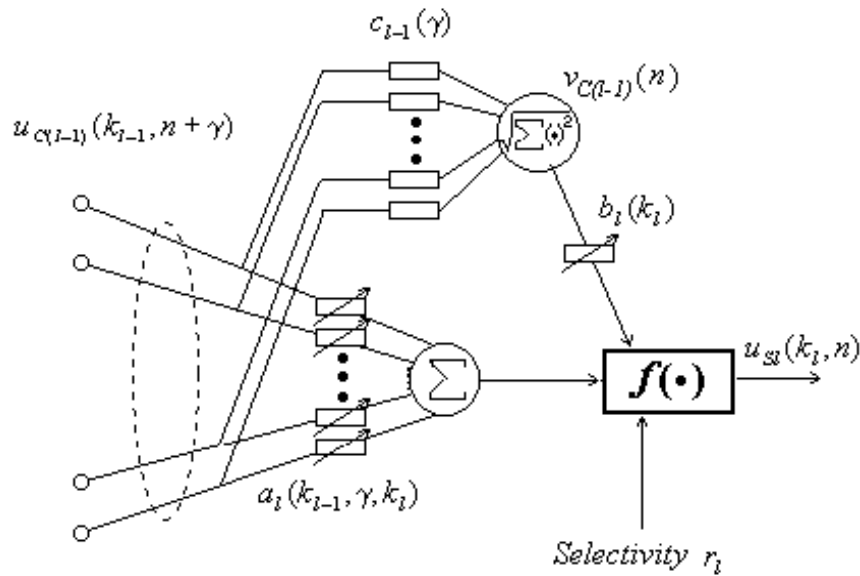 c_{l-1}(γ)
v_{C(l-1)}(n)
u_{C(l-1)}(k_{l-1}, n + γ)
√∑(•)²
b_l(k_l)
∑
f(•)
u_{Sl}(k_l, n)
a_l(k_{l-1}, γ, k_l)
Selectivity r_l